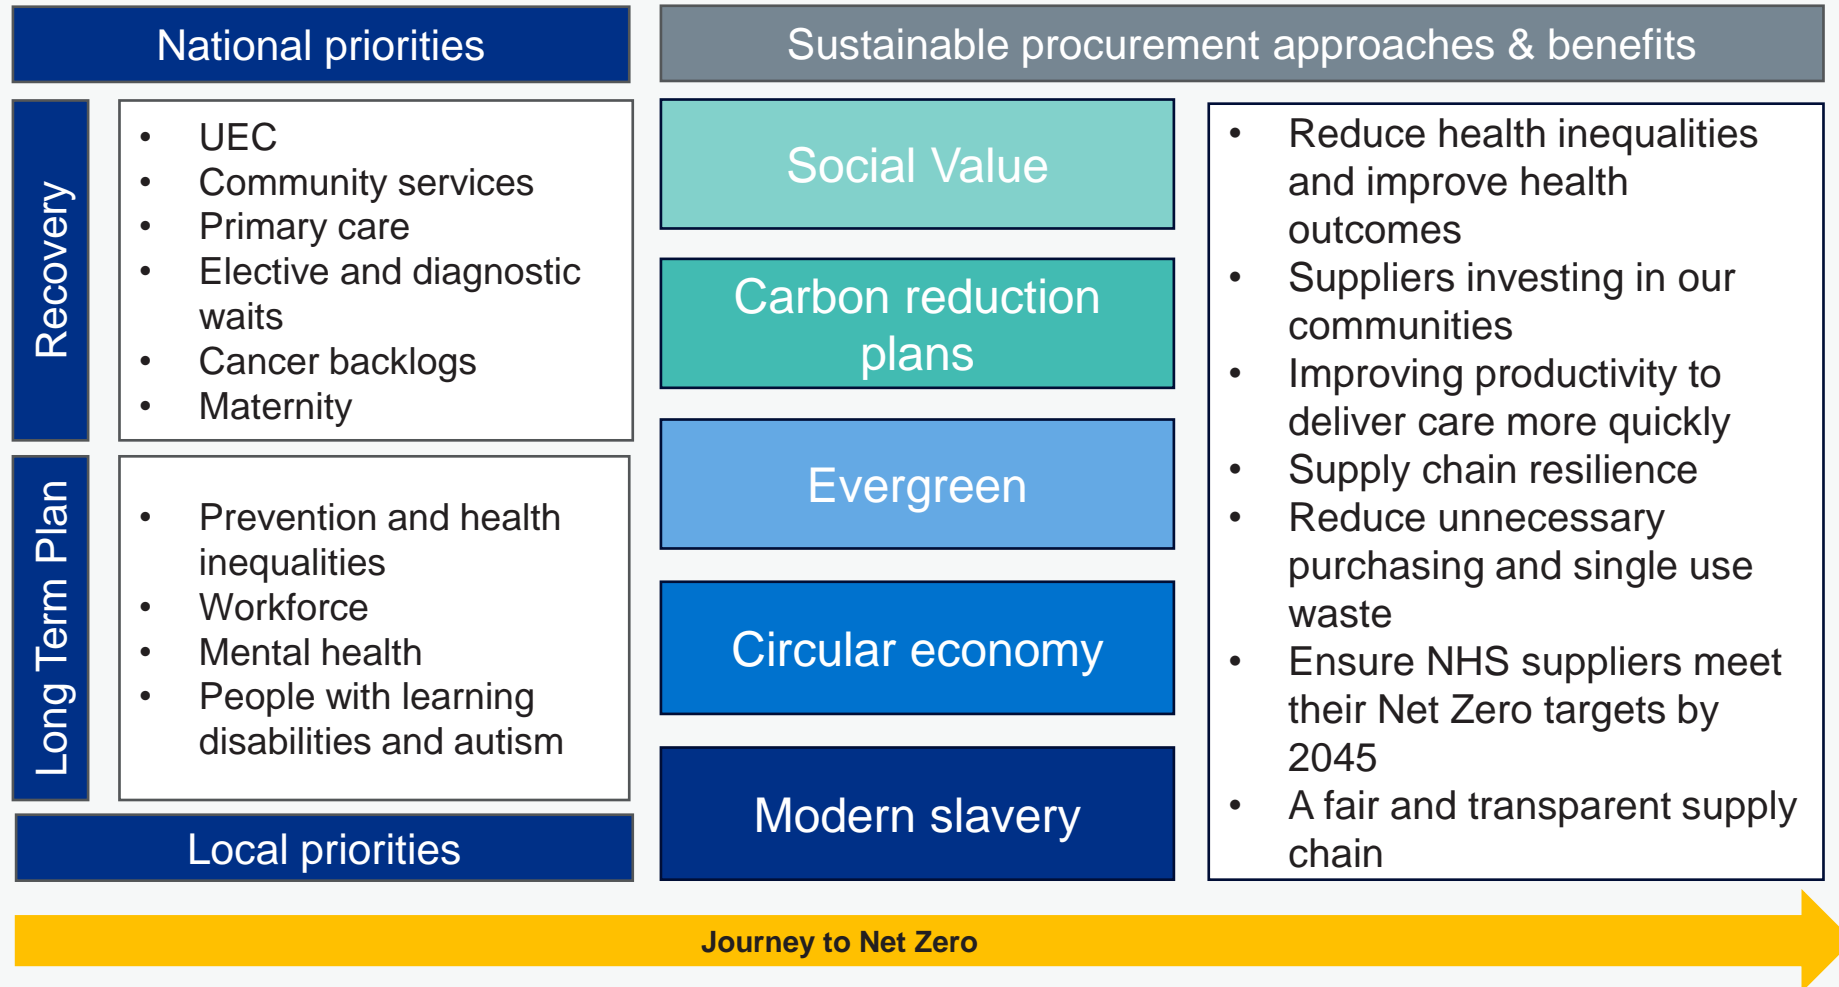 National priorities
Recovery
• UEC
• Community services
• Primary care
• Elective and diagnostic
waits
• Cancer backlogs
• Maternity
Long Term Plan
• Prevention and health
inequalities
• Workforce
• Mental health
• People with learning
disabilities and autism
Local priorities
Sustainable procurement approaches & benefits
Social Value
Carbon reduction
plans
Evergreen
Circular economy
Modern slavery
• Reduce health inequalities
and improve health
outcomes
• Suppliers investing in our
communities
• Improving productivity to
deliver care more quickly
• Supply chain resilience
• Reduce unnecessary
purchasing and single use
waste
• Ensure NHS suppliers meet
their Net Zero targets by
2045
• A fair and transparent supply
chain
Journey to Net Zero